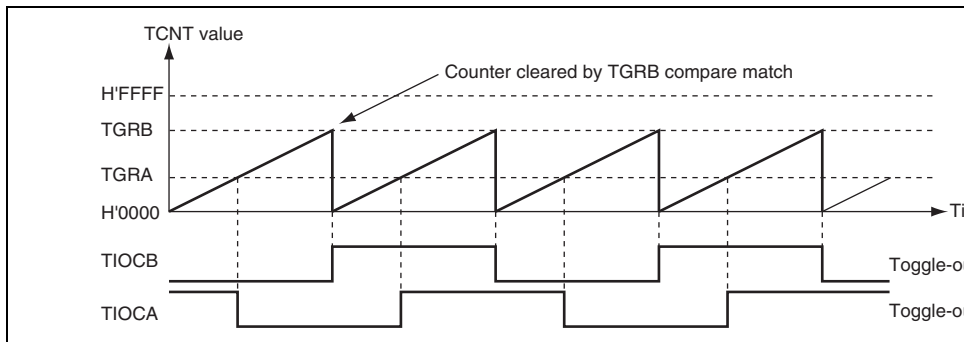 TCNT value
Counter cleared by TGRB compare match
H'FFFF
TGRB
TGRA
H'0000
TIOCB
TIOCA